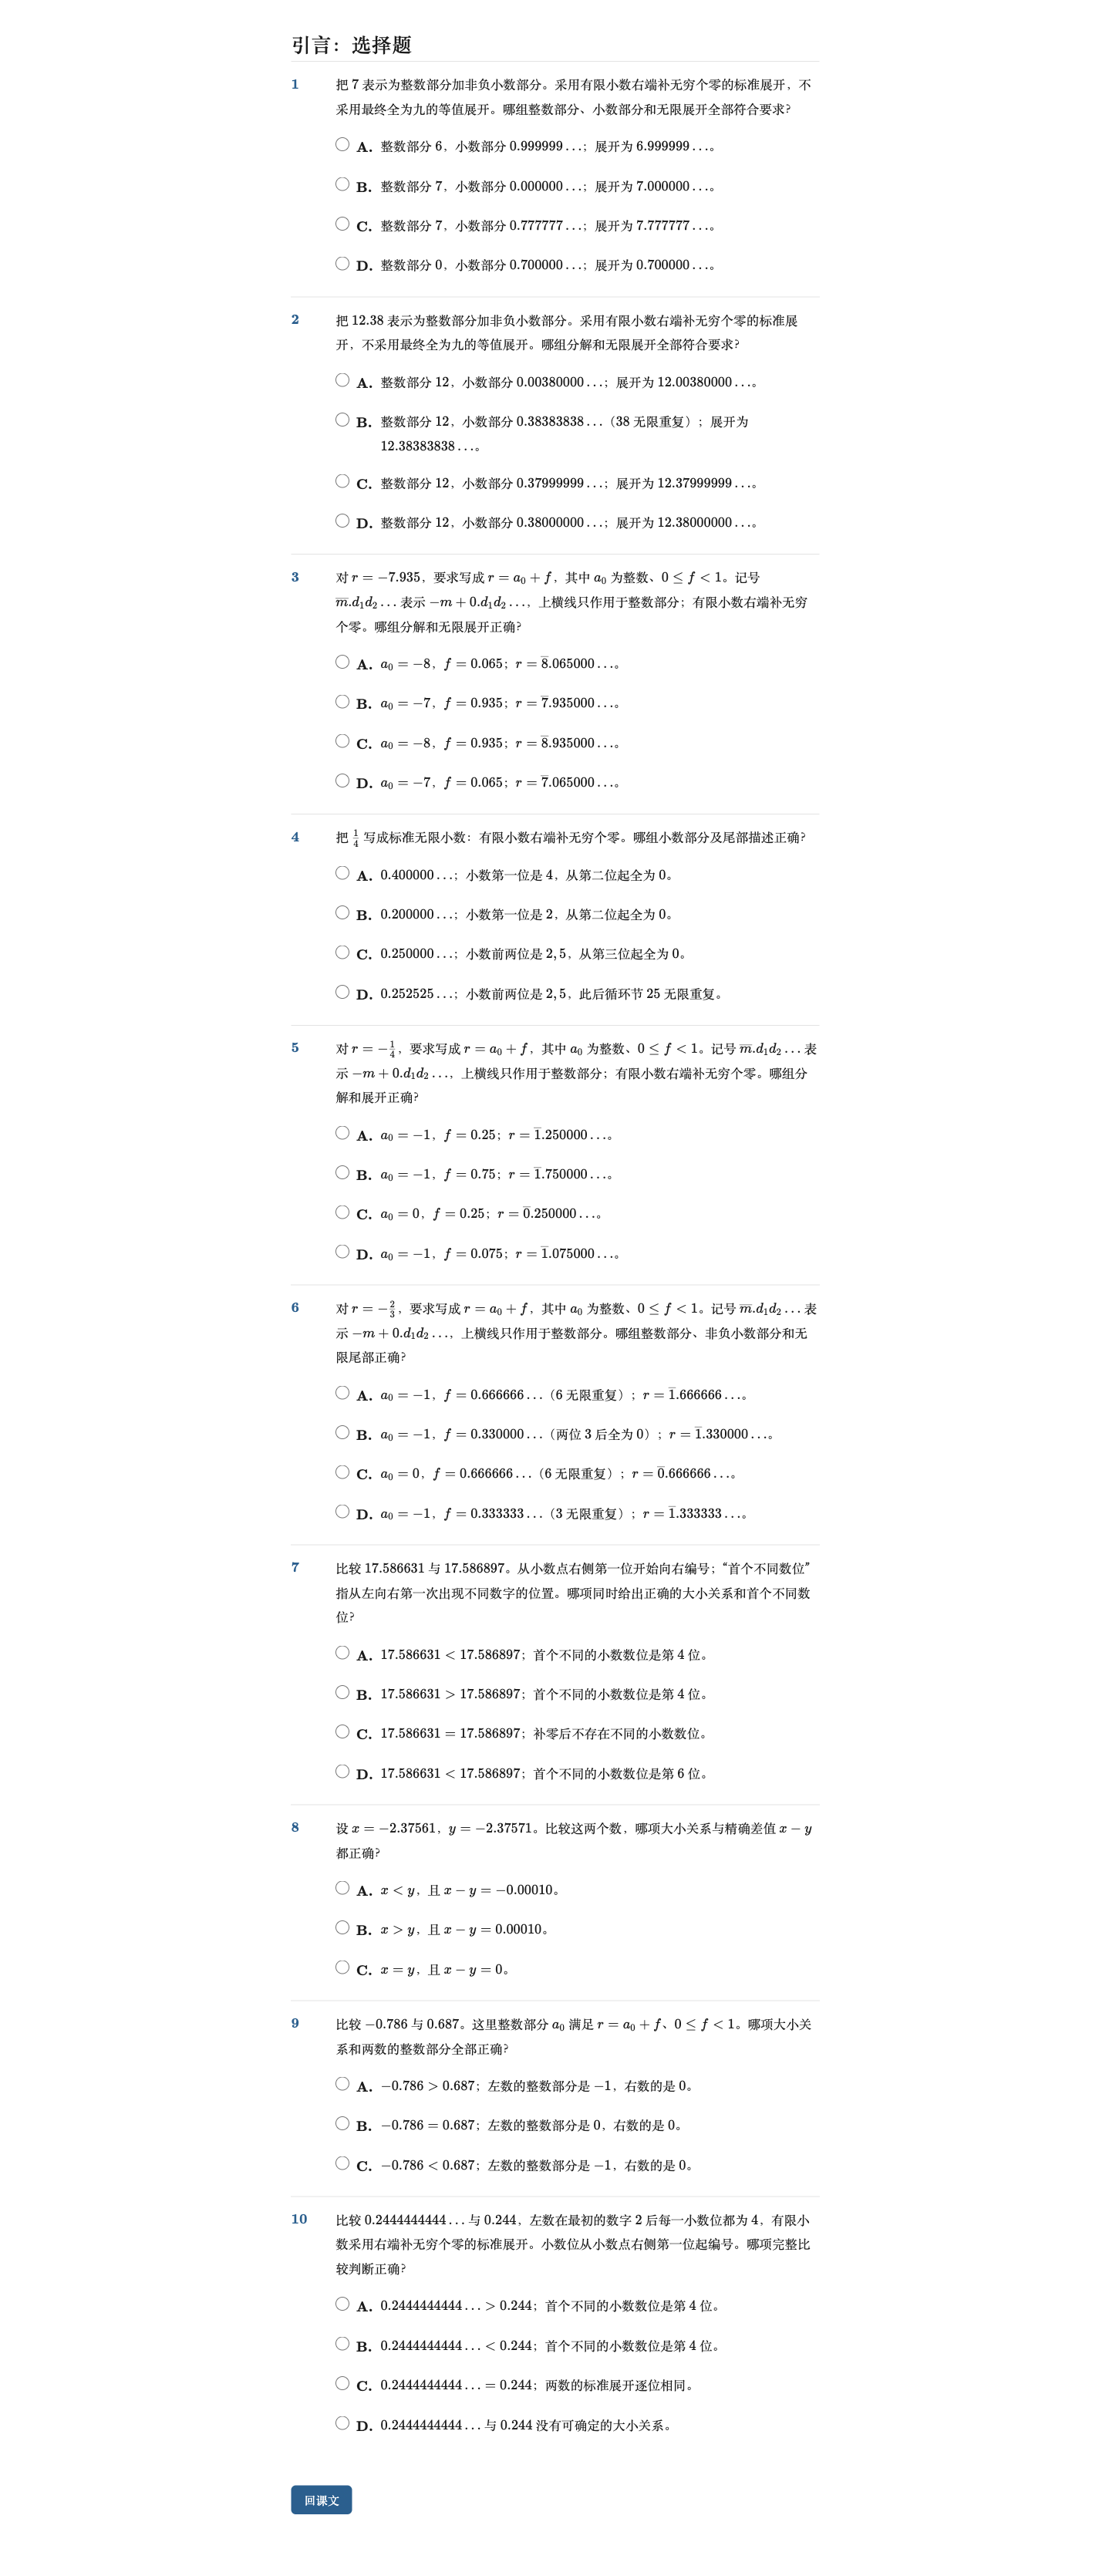 引言：选择题
1 把 7 表示为整数部分加非负小数部分。采用有限小数右端补无穷个零的标准展开，不
采用最终全为九的等值展开。哪组整数部分、小数部分和无限展开全部符合要求？
A. 整数部分 6，小数部分 0.999999…；展开为 6.999999…。
B. 整数部分 7，小数部分 0.000000…；展开为 7.000000…。
C. 整数部分 7，小数部分 0.777777…；展开为 7.777777…。
D. 整数部分 0，小数部分 0.700000…；展开为 0.700000…。
2 把 12.38 表示为整数部分加非负小数部分。采用有限小数右端补无穷个零的标准展
开，不采用最终全为九的等值展开。哪组分解和无限展开全部符合要求？
A. 整数部分 12，小数部分 0.00380000…；展开为 12.00380000…。
B. 整数部分 12，小数部分 0.38383838…（38 无限重复）；展开为
12.38383838…。
C. 整数部分 12，小数部分 0.37999999…；展开为 12.37999999…。
D. 整数部分 12，小数部分 0.38000000…；展开为 12.38000000…。
3 对 r = −7.935，要求写成 r = a₀ + f，其中 a₀ 为整数、0 ≤ f < 1。记号
m̅.d₁d₂… 表示 −m + 0.d₁d₂…，上横线只作用于整数部分；有限小数右端补无穷
个零。哪组分解和无限展开正确？
A. a₀ = −8，f = 0.065；r = 8̅.065000…。
B. a₀ = −7，f = 0.935；r = 7̅.935000…。
C. a₀ = −8，f = 0.935；r = 8̅.935000…。
D. a₀ = −7，f = 0.065；r = 7̅.065000…。
4 把 1/4 写成标准无限小数：有限小数右端补无穷个零。哪组小数部分及尾部描述正确？
A. 0.400000…；小数第一位是 4，从第二位起全为 0。
B. 0.200000…；小数第一位是 2，从第二位起全为 0。
C. 0.250000…；小数前两位是 2, 5，从第三位起全为 0。
D. 0.252525…；小数前两位是 2, 5，此后循环节 25 无限重复。
5 对 r = −1/4，要求写成 r = a₀ + f，其中 a₀ 为整数、0 ≤ f < 1。记号 m̅.d₁d₂… 表
示 −m + 0.d₁d₂…，上横线只作用于整数部分；有限小数右端补无穷个零。哪组分
解和展开正确？
A. a₀ = −1，f = 0.25；r = 1̅.250000…。
B. a₀ = −1，f = 0.75；r = 1̅.750000…。
C. a₀ = 0，f = 0.25；r = 0̅.250000…。
D. a₀ = −1，f = 0.075；r = 1̅.075000…。
6 对 r = −2/3，要求写成 r = a₀ + f，其中 a₀ 为整数、0 ≤ f < 1。记号 m̅.d₁d₂… 表
示 −m + 0.d₁d₂…，上横线只作用于整数部分。哪组整数部分、非负小数部分和无
限尾部正确？
A. a₀ = −1，f = 0.666666…（6 无限重复）；r = 1̅.666666…。
B. a₀ = −1，f = 0.330000…（两位 3 后全为 0）；r = 1̅.330000…。
C. a₀ = 0，f = 0.666666…（6 无限重复）；r = 0̅.666666…。
D. a₀ = −1，f = 0.333333…（3 无限重复）；r = 1̅.333333…。
7 比较 17.586631 与 17.586897。从小数点右侧第一位开始向右编号；“首个不同数位”
指从左向右第一次出现不同数字的位置。哪项同时给出正确的大小关系和首个不同数
位？
A. 17.586631 < 17.586897；首个不同的小数数位是第 4 位。
B. 17.586631 > 17.586897；首个不同的小数数位是第 4 位。
C. 17.586631 = 17.586897；补零后不存在不同的小数数位。
D. 17.586631 < 17.586897；首个不同的小数数位是第 6 位。
8 设 x = −2.37561，y = −2.37571。比较这两个数，哪项大小关系与精确差值 x − y
都正确？
A. x < y，且 x − y = −0.00010。
B. x > y，且 x − y = 0.00010。
C. x = y，且 x − y = 0。
9 比较 −0.786 与 0.687。这里整数部分 a₀ 满足 r = a₀ + f、0 ≤ f < 1。哪项大小关
系和两数的整数部分全部正确？
A. −0.786 > 0.687；左数的整数部分是 −1，右数的是 0。
B. −0.786 = 0.687；左数的整数部分是 0，右数的是 0。
C. −0.786 < 0.687；左数的整数部分是 −1，右数的是 0。
10 比较 0.2444444444… 与 0.244，左数在最初的数字 2 后每一小数位都为 4，有限小
数采用右端补无穷个零的标准展开。小数位从小数点右侧第一位起编号。哪项完整比
较判断正确？
A. 0.2444444444… > 0.244；首个不同的小数数位是第 4 位。
B. 0.2444444444… < 0.244；首个不同的小数数位是第 4 位。
C. 0.2444444444… = 0.244；两数的标准展开逐位相同。
D. 0.2444444444… 与 0.244 没有可确定的大小关系。
回课文